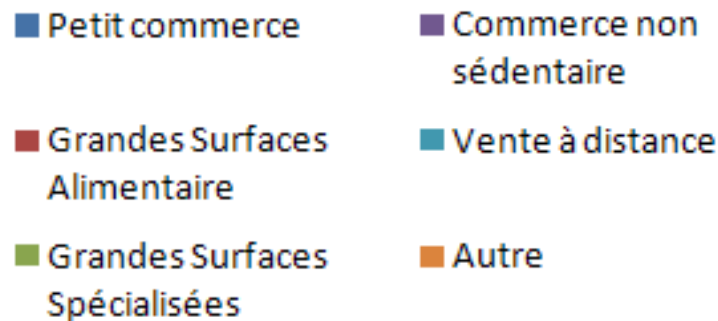 Petit commerce
Commerce non
sédentaire
Grandes Surfaces
Alimentaire
Vente à distance
Grandes Surfaces
Spécialisées
Autre